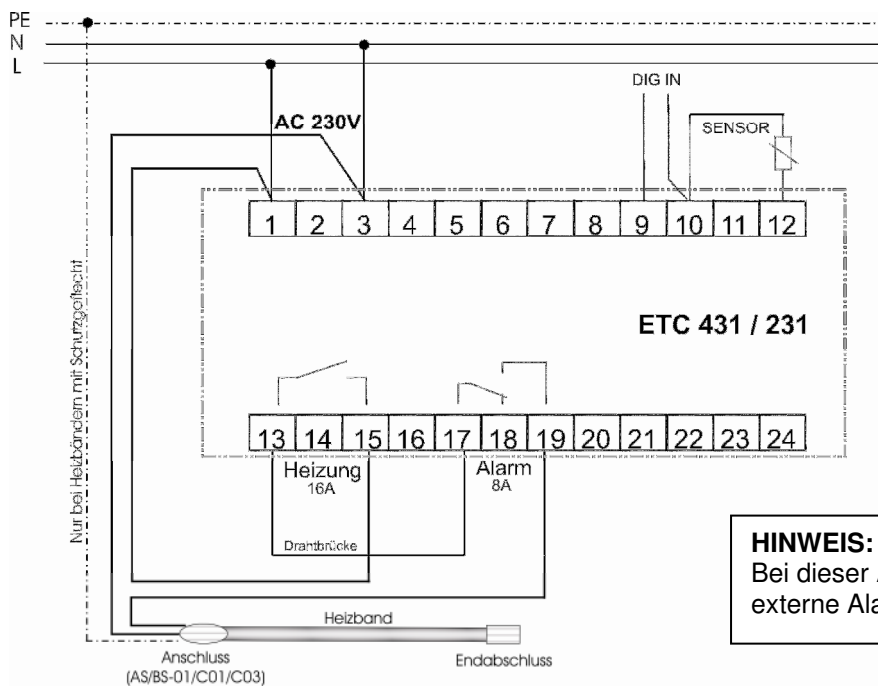 PE
N
L
DIG IN
AC 230V
SENSOR
1 2 3 4 5 6 7 8 9 10 11 12
Nur bei Heizbändern mit Schutzgeflecht
ETC 431 / 231
13 14 15 16 17 18 19 20 21 22 23 24
Heizung
16A
Alarm
8A
Drahtbrücke
HINWEIS:
Bei dieser
externe Ala
Heizband
Anschluss
(AS/BS-01/C01/C03)
Endabschluss